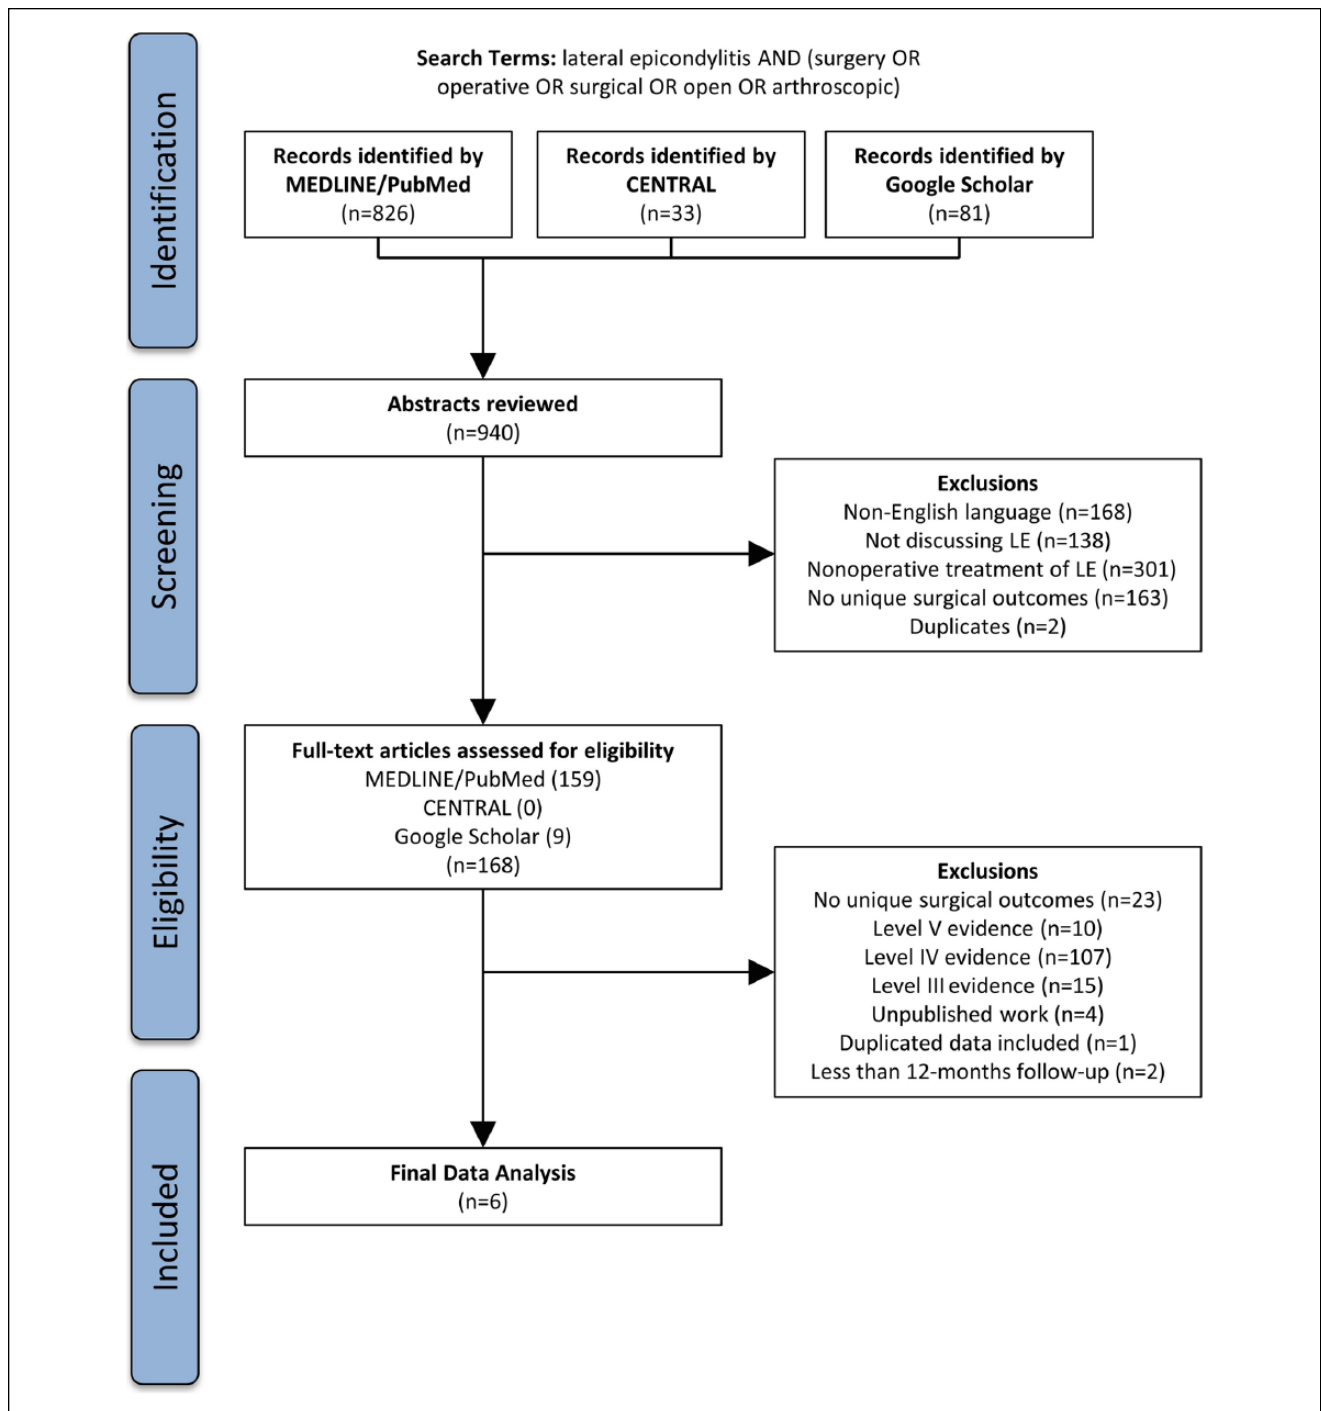 Identification
Search Terms: lateral epicondylitis AND (surgery OR
operative OR surgical OR open OR arthroscopic)
Records identified by
MEDLINE/PubMed
(n=826)
Records identified by
CENTRAL
(n=33)
Records identified by
Google Scholar
(n=81)
Screening
Abstracts reviewed
(n=940)
Exclusions
Non-English language (n=168)
Not discussing LE (n=138)
Nonoperative treatment of LE (n=301)
No unique surgical outcomes (n=163)
Duplicates (n=2)
Eligibility
Full-text articles assessed for eligibility
MEDLINE/PubMed (159)
CENTRAL (0)
Google Scholar (9)
(n=168)
Exclusions
No unique surgical outcomes (n=23)
Level V evidence (n=10)
Level IV evidence (n=107)
Level III evidence (n=15)
Unpublished work (n=4)
Duplicated data included (n=1)
Less than 12-months follow-up (n=2)
Included
Final Data Analysis
(n=6)